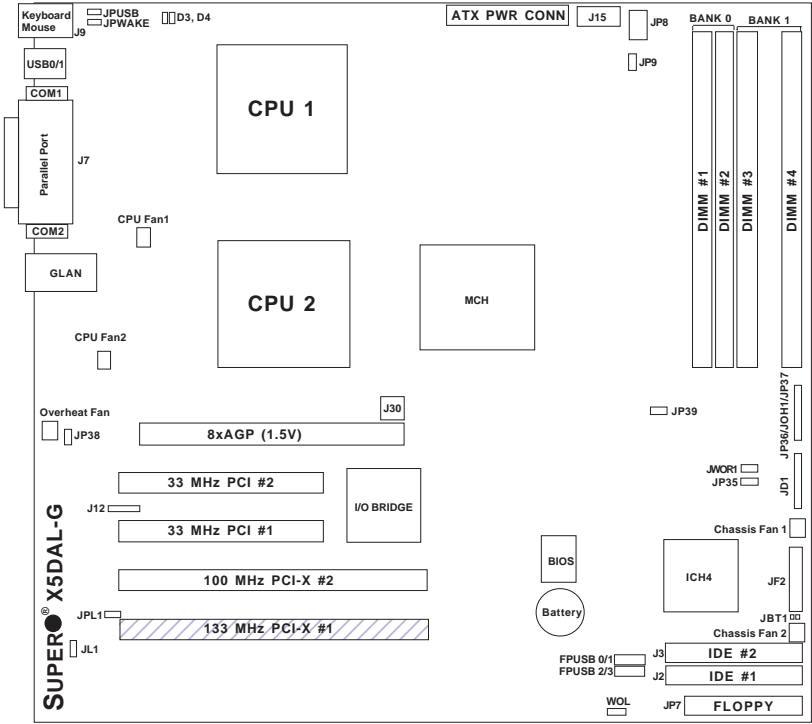 Keyboard
Mouse
J9
JPUSB
JPWAKE
D3, D4
ATX PWR CONN
J15
JP8
BANK 0
BANK 1
JP9
USB0/1
COM1
Parallel Port
J7
COM2
GLAN
CPU 1
CPU Fan1
CPU 2
CPU Fan2
MCH
DIMM #1
DIMM #2
DIMM #3
DIMM #4
Overheat Fan
JP38
J30
8xAGP (1.5V)
JP39
JP36/JOH1/JP37
33 MHz PCI #2
J12
33 MHz PCI #1
I/O BRIDGE
JWOR1
JP35
JD1
Chassis Fan 1
100 MHz PCI-X #2
BIOS
ICH4
JF2
JPL1
133 MHz PCI-X #1
Battery
JBT1
Chassis Fan 2
JL1
FPUSB 0/1
FPUSB 2/3
J3
IDE #2
J2
IDE #1
WOL
JP7
FLOPPY
SUPER® X5DAL-G